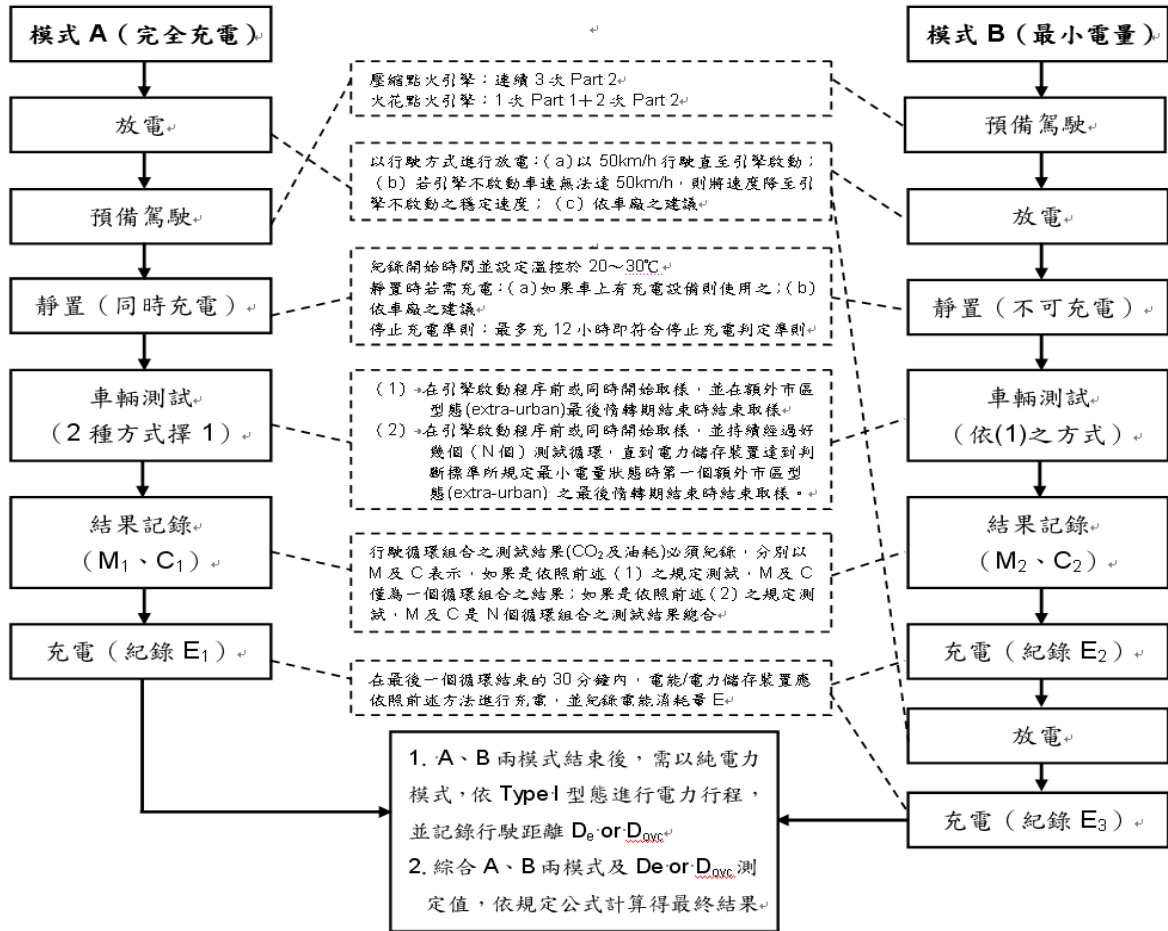 模式 A（完全充電）
放電
預備駕駛
靜置（同時充電）
車輛測試
（2 種方式擇 1）
結果記錄
（M₁、C₁）
充電（紀錄 E₁）
壓縮點火引擎：連續 3 次 Part 2
火花點火引擎：1 次 Part 1＋2 次 Part 2
以行駛方式進行放電：(a)以 50km/h 行駛直至引擎啟動；
(b) 若引擎不啟動車速無法達 50km/h，則將速度降至引
擎不啟動之穩定速度； (c) 依車廠之建議
紀錄開始時間並設定溫控於 20～30℃
靜置時若需充電：(a)如果車上有充電設備則使用之；(b)
依車廠之建議
停止充電準則：最多充 12 小時即符合停止充電判定準則
（1）在引擎啟動程序前或同時開始取樣，並在額外市區
型態(extra-urban)最後惰轉期結束時結束取樣
（2）在引擎啟動程序前或同時開始取樣，並持續經過好
幾個（N 個）測試循環，直到電力儲存裝置達到判
斷標準所規定最小電量狀態時第一個額外市區型
態(extra-urban) 之最後惰轉期結束時結束取樣。
行駛循環組合之測試結果(CO₂及油耗)必須紀錄，分別以
M 及 C 表示，如果是依照前述（1）之規定測試，M 及 C
僅為一個循環組合之結果；如果是依照前述（2）之規定測
試，M 及 C 是 N 個循環組合之測試結果總合
在最後一個循環結束的 30 分鐘內，電能/電力儲存裝置應
依照前述方法進行充電，並紀錄電能消耗量 E
模式 B（最小電量）
預備駕駛
放電
靜置（不可充電）
車輛測試
（依(1)之方式）
結果記錄
（M₂、C₂）
充電（紀錄 E₂）
放電
充電（紀錄 E₃）
1. A、B 兩模式結束後，需以純電力
模式，依 Type I 型態進行電力行程，
並記錄行駛距離 Dₑ or Dovc
2. 綜合 A、B 兩模式及 De or Dovc 測
定值，依規定公式計算得最終結果